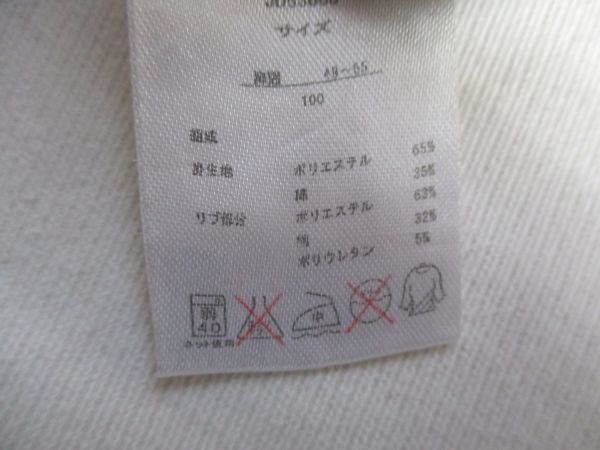 サイズ
胸囲 49~55
100
組成
身生地 ポリエステル 65%
綿 35%
リブ部分 ポリエステル 63%
綿 32%
ポリウレタン 5%
弱 40 中
ネット使用